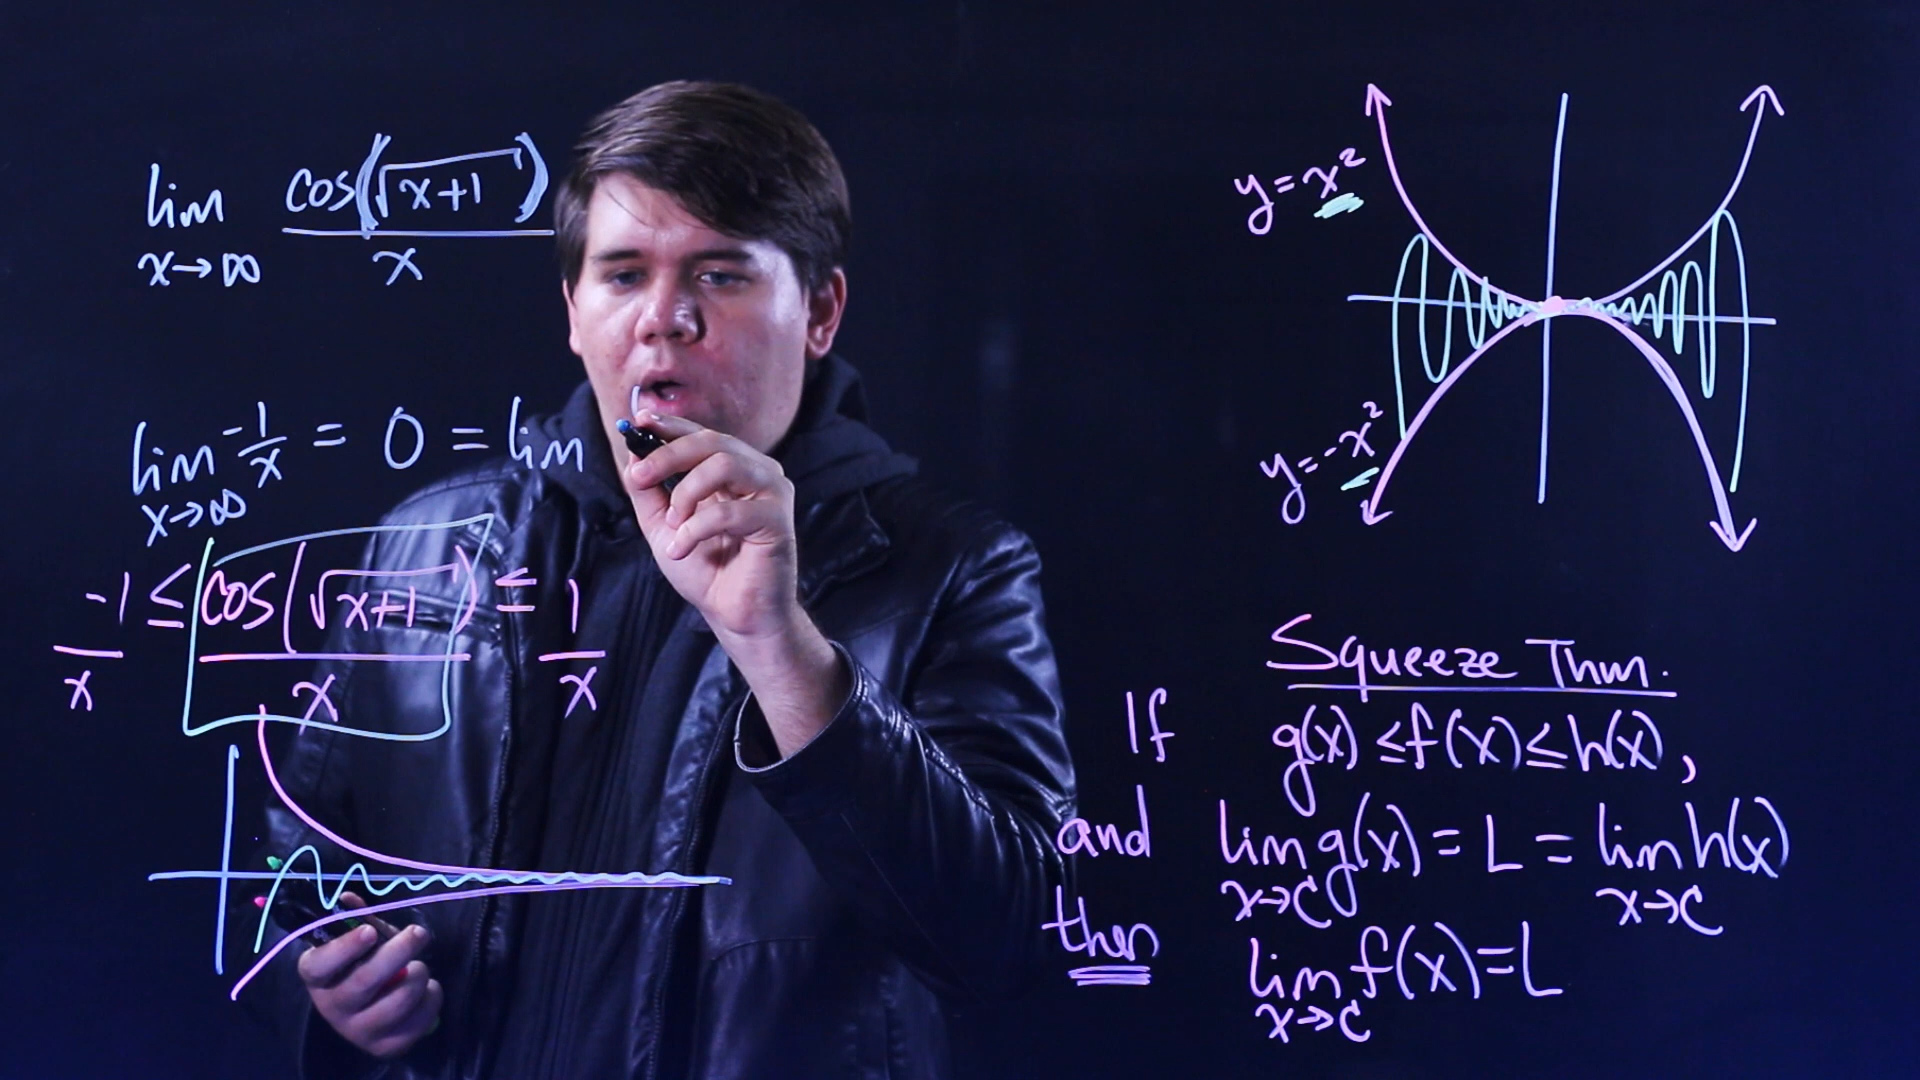 lim x→∞ cos(√x+1) / x
lim x→∞ -1/x = 0 = lim
-1/x ≤ cos(√x+1)/x ≤ 1/x
y=x²
y=-x²
Squeeze Thm.
If g(x) ≤ f(x) ≤ h(x),
and lim x→c g(x) = L = lim x→c h(x)
then lim x→c f(x) = L